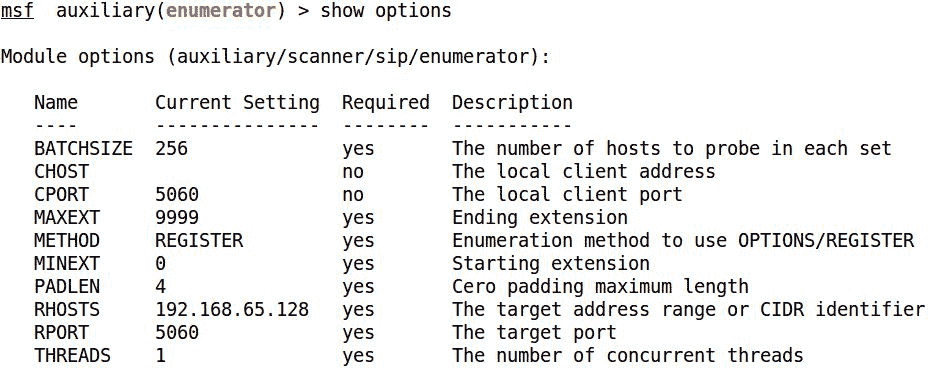 msf  auxiliary(enumerator) > show options
Module options (auxiliary/scanner/sip/enumerator):
Name       Current Setting  Required  Description
----       ---------------  --------  -----------
BATCHSIZE  256              yes       The number of hosts to probe in each set
CHOST                       no        The local client address
CPORT      5060             no        The local client port
MAXEXT     9999             yes       Ending extension
METHOD     REGISTER         yes       Enumeration method to use OPTIONS/REGISTER
MINEXT     0                yes       Starting extension
PADLEN     4                yes       Cero padding maximum length
RHOSTS     192.168.65.128   yes       The target address range or CIDR identifier
RPORT      5060             yes       The target port
THREADS    1                yes       The number of concurrent threads